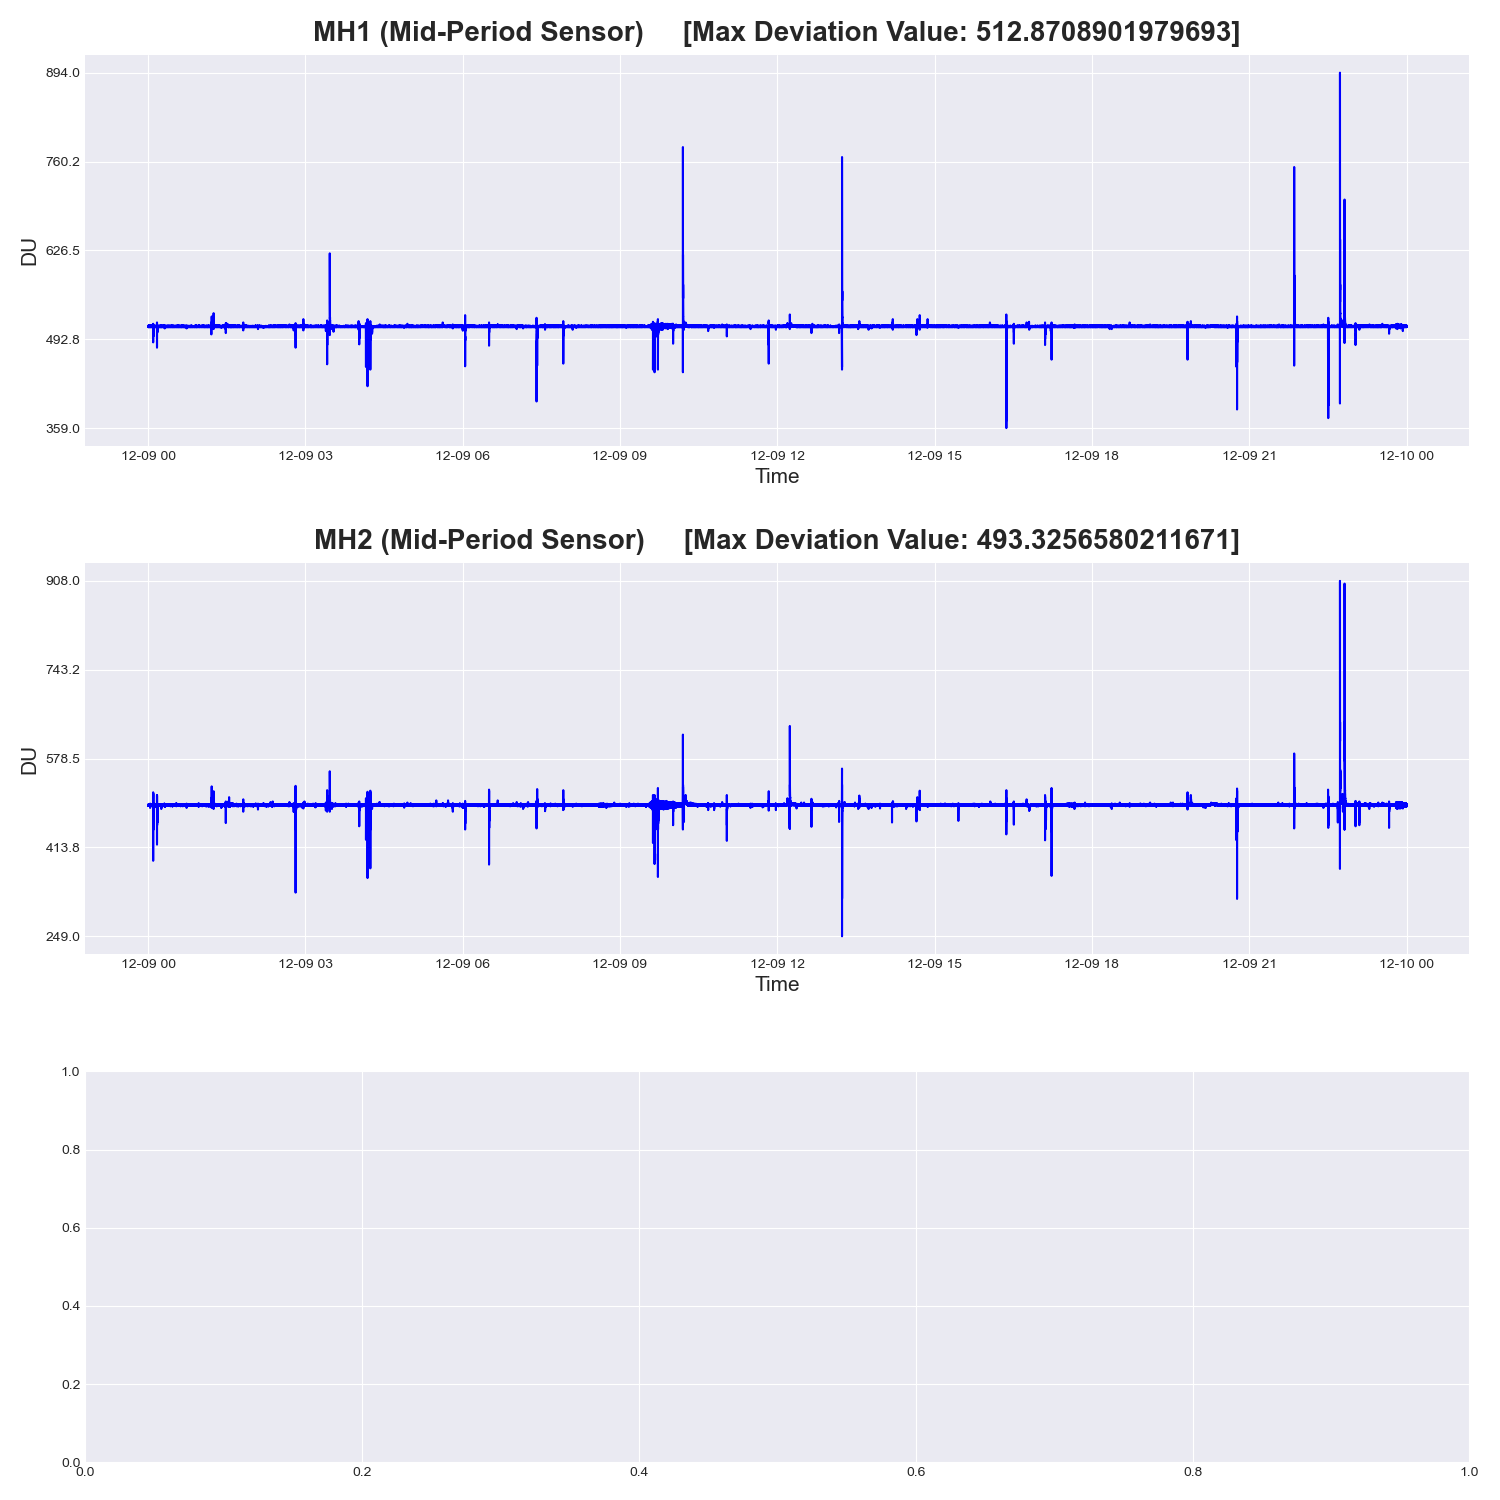 MH1 (Mid-Period Sensor) [Max Deviation Value: 512.8708901979693]
894.0
760.2
626.5
492.8
359.0
DU
12-09 00 12-09 03 12-09 06 12-09 09 12-09 12 12-09 15 12-09 18 12-09 21 12-10 00
Time
MH2 (Mid-Period Sensor) [Max Deviation Value: 493.3256580211671]
908.0
743.2
578.5
413.8
249.0
DU
12-09 00 12-09 03 12-09 06 12-09 09 12-09 12 12-09 15 12-09 18 12-09 21 12-10 00
Time
1.0
0.8
0.6
0.4
0.2
0.0
0.0 0.2 0.4 0.6 0.8 1.0